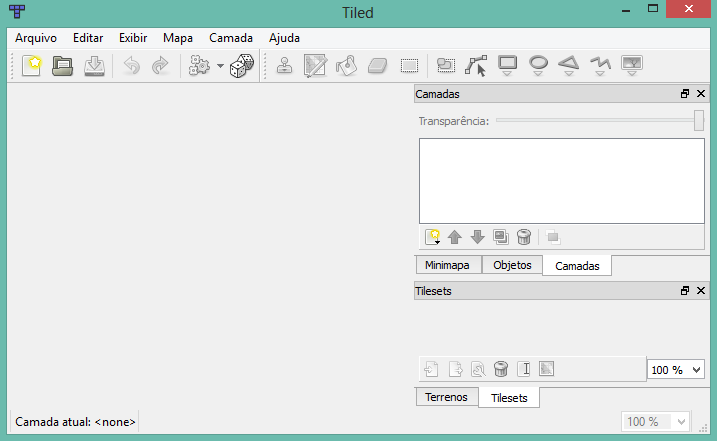 Tiled
Arquivo Editar Exibir Mapa Camada Ajuda
Camadas
Transparência:
Minimapa Objetos Camadas
Tilesets
100 %
Terrenos Tilesets
Camada atual: <none> 100 %